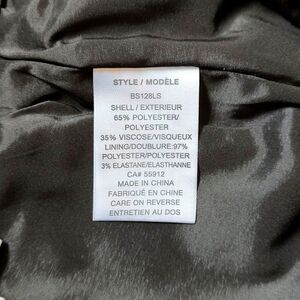 STYLE / MODÈLE
BS128LS
SHELL / EXTERIEUR
65% POLYESTER/
POLYESTER
35% VISCOSE/VISQUEUX
LINING/DOUBLURE:97%
POLYESTER/POLYESTER
3% ELASTANE/ELASTHANNE
CA# 55912
MADE IN CHINA
FABRIQUÉ EN CHINE
CARE ON REVERSE
ENTRETIEN AU DOS